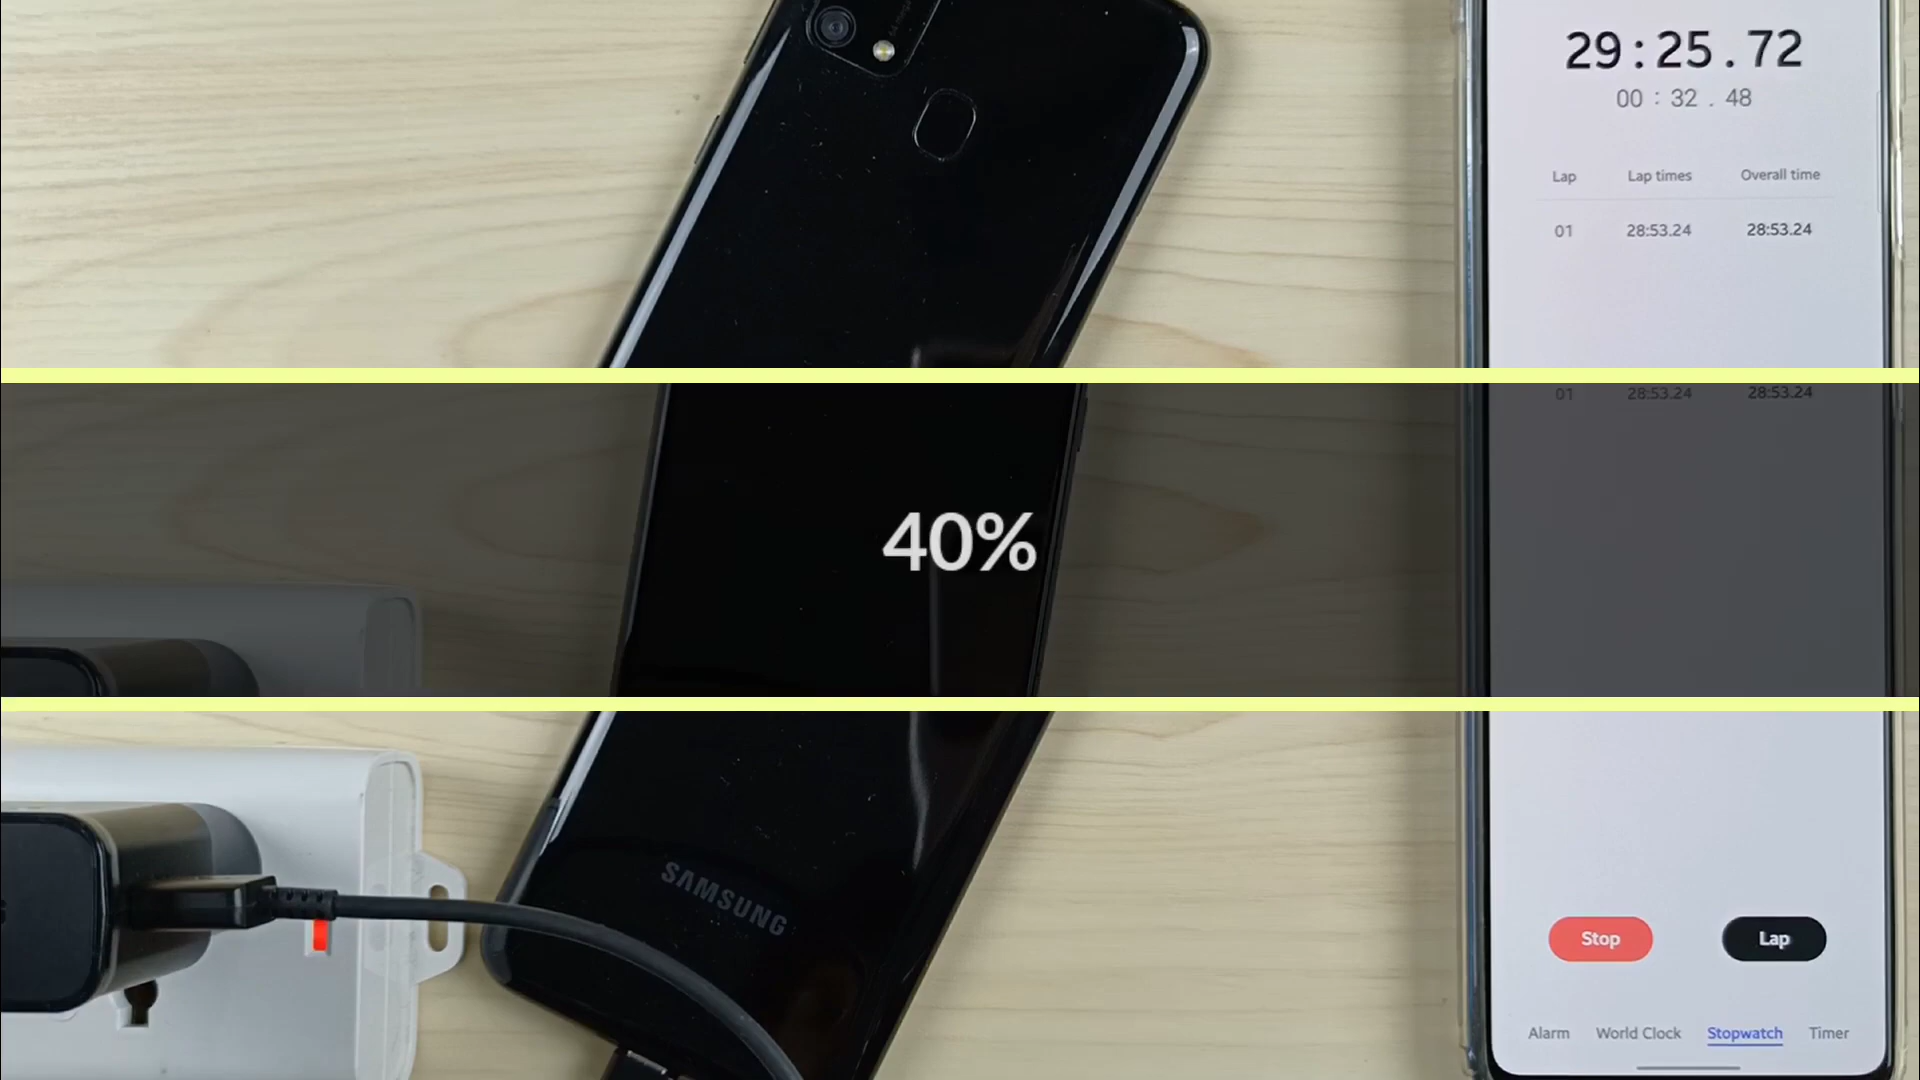 29:25.72
00 : 32 . 48
Lap Lap times Overall time
01 28:53.24 28:53.24
01 28:53.24 28:53.24
40%
SAMSUNG
Stop Lap
Alarm World Clock Stopwatch Timer